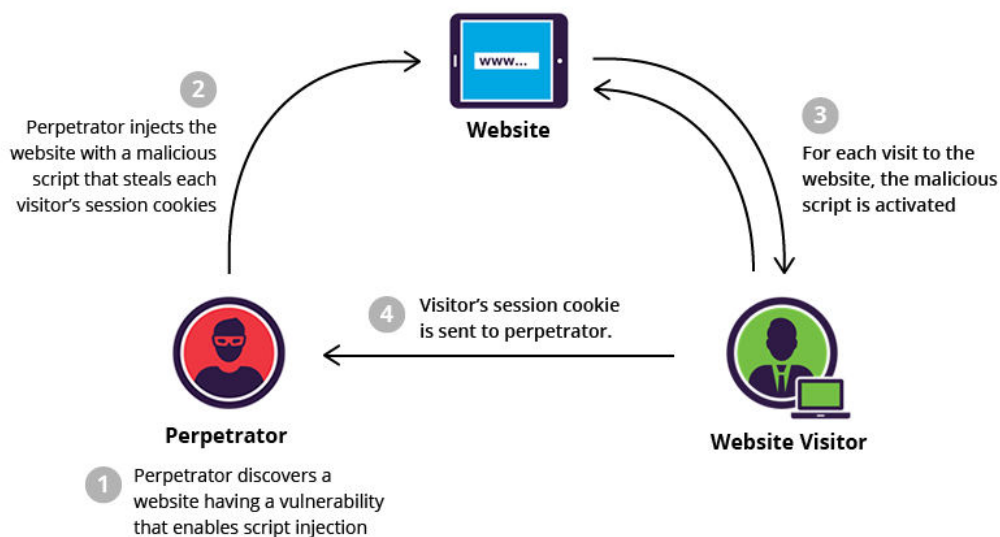 www...
Website
2
Perpetrator injects the
website with a malicious
script that steals each
visitor's session cookies
3
For each visit to the
website, the malicious
script is activated
4
Visitor's session cookie
is sent to perpetrator.
Perpetrator
Website Visitor
1
Perpetrator discovers a
website having a vulnerability
that enables script injection